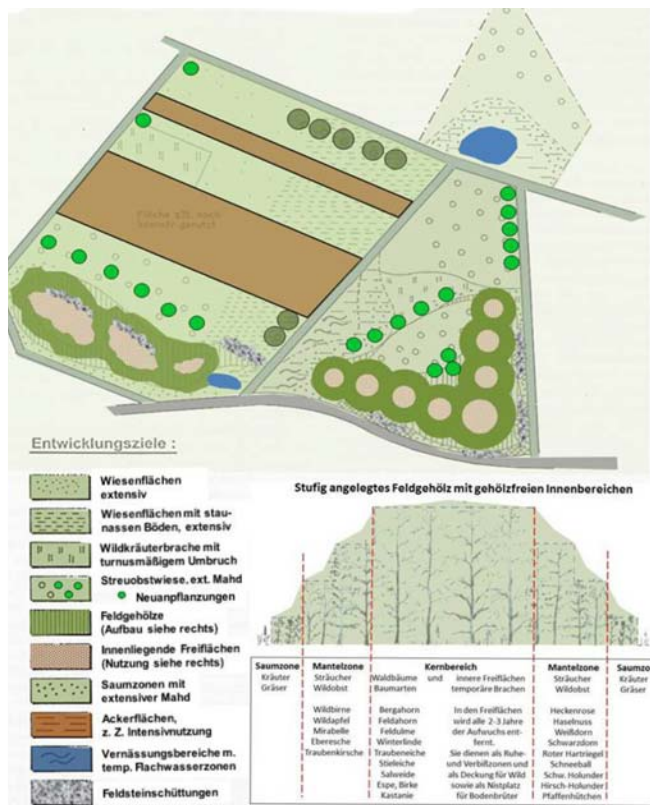 Fläche z.Zt. noch
Entwicklungsziele :
Wiesenflächen
extensiv
Wiesenflächen mit stau-
nassen Böden, extensiv
Wildkräuterbrache mit
turnusmäßigem Umbruch
Streuobstwiese, ext. Mahd
Neuanpflanzungen
Feldgehölze
(Aufbau siehe rechts)
Innenliegende Freiflächen
(Nutzung siehe rechts)
Saumzonen mit
extensiver Mahd
Ackerflächen,
z. Z. Intensivnutzung
Vernässungsbereiche m.
temp. Flachwasserzonen
Feldsteinschüttungen
Stufig angelegtes Feldgehölz mit gehölzfreien Innenbereichen
Saumzone
Kräuter
Gräser
Mantelzone
Sträucher
Wildobst
Wildbirne
Wildapfel
Mirabelle
Eberesche
Traubenkirsche
Kernbereich
Waldbäume und innere Freiflächen
Baumarten temporäre Brachen
Bergahorn
Feldahorn
Feldulme
Winterlinde
Traubeneiche
Stieleiche
Salweide
Espe, Birke
Kastanie
In den Freiflächen
wird alle 2-3 Jahre
der Aufwuchs ent-
fernt.
Sie dienen als Ruhe-
und Verbißzonen und
als Deckung für Wild
sowie als Nistplatz
für Bodenbrüter
Mantelzone
Sträucher
Wildobst
Heckenrose
Haselnuss
Weißdorn
Schwarzdorn
Roter Hartriegel
Schneeball
Schw. Holunder
Hirsch-Holunder
Pfaffenhütchen
Saumzo
Kräuter
Gräser